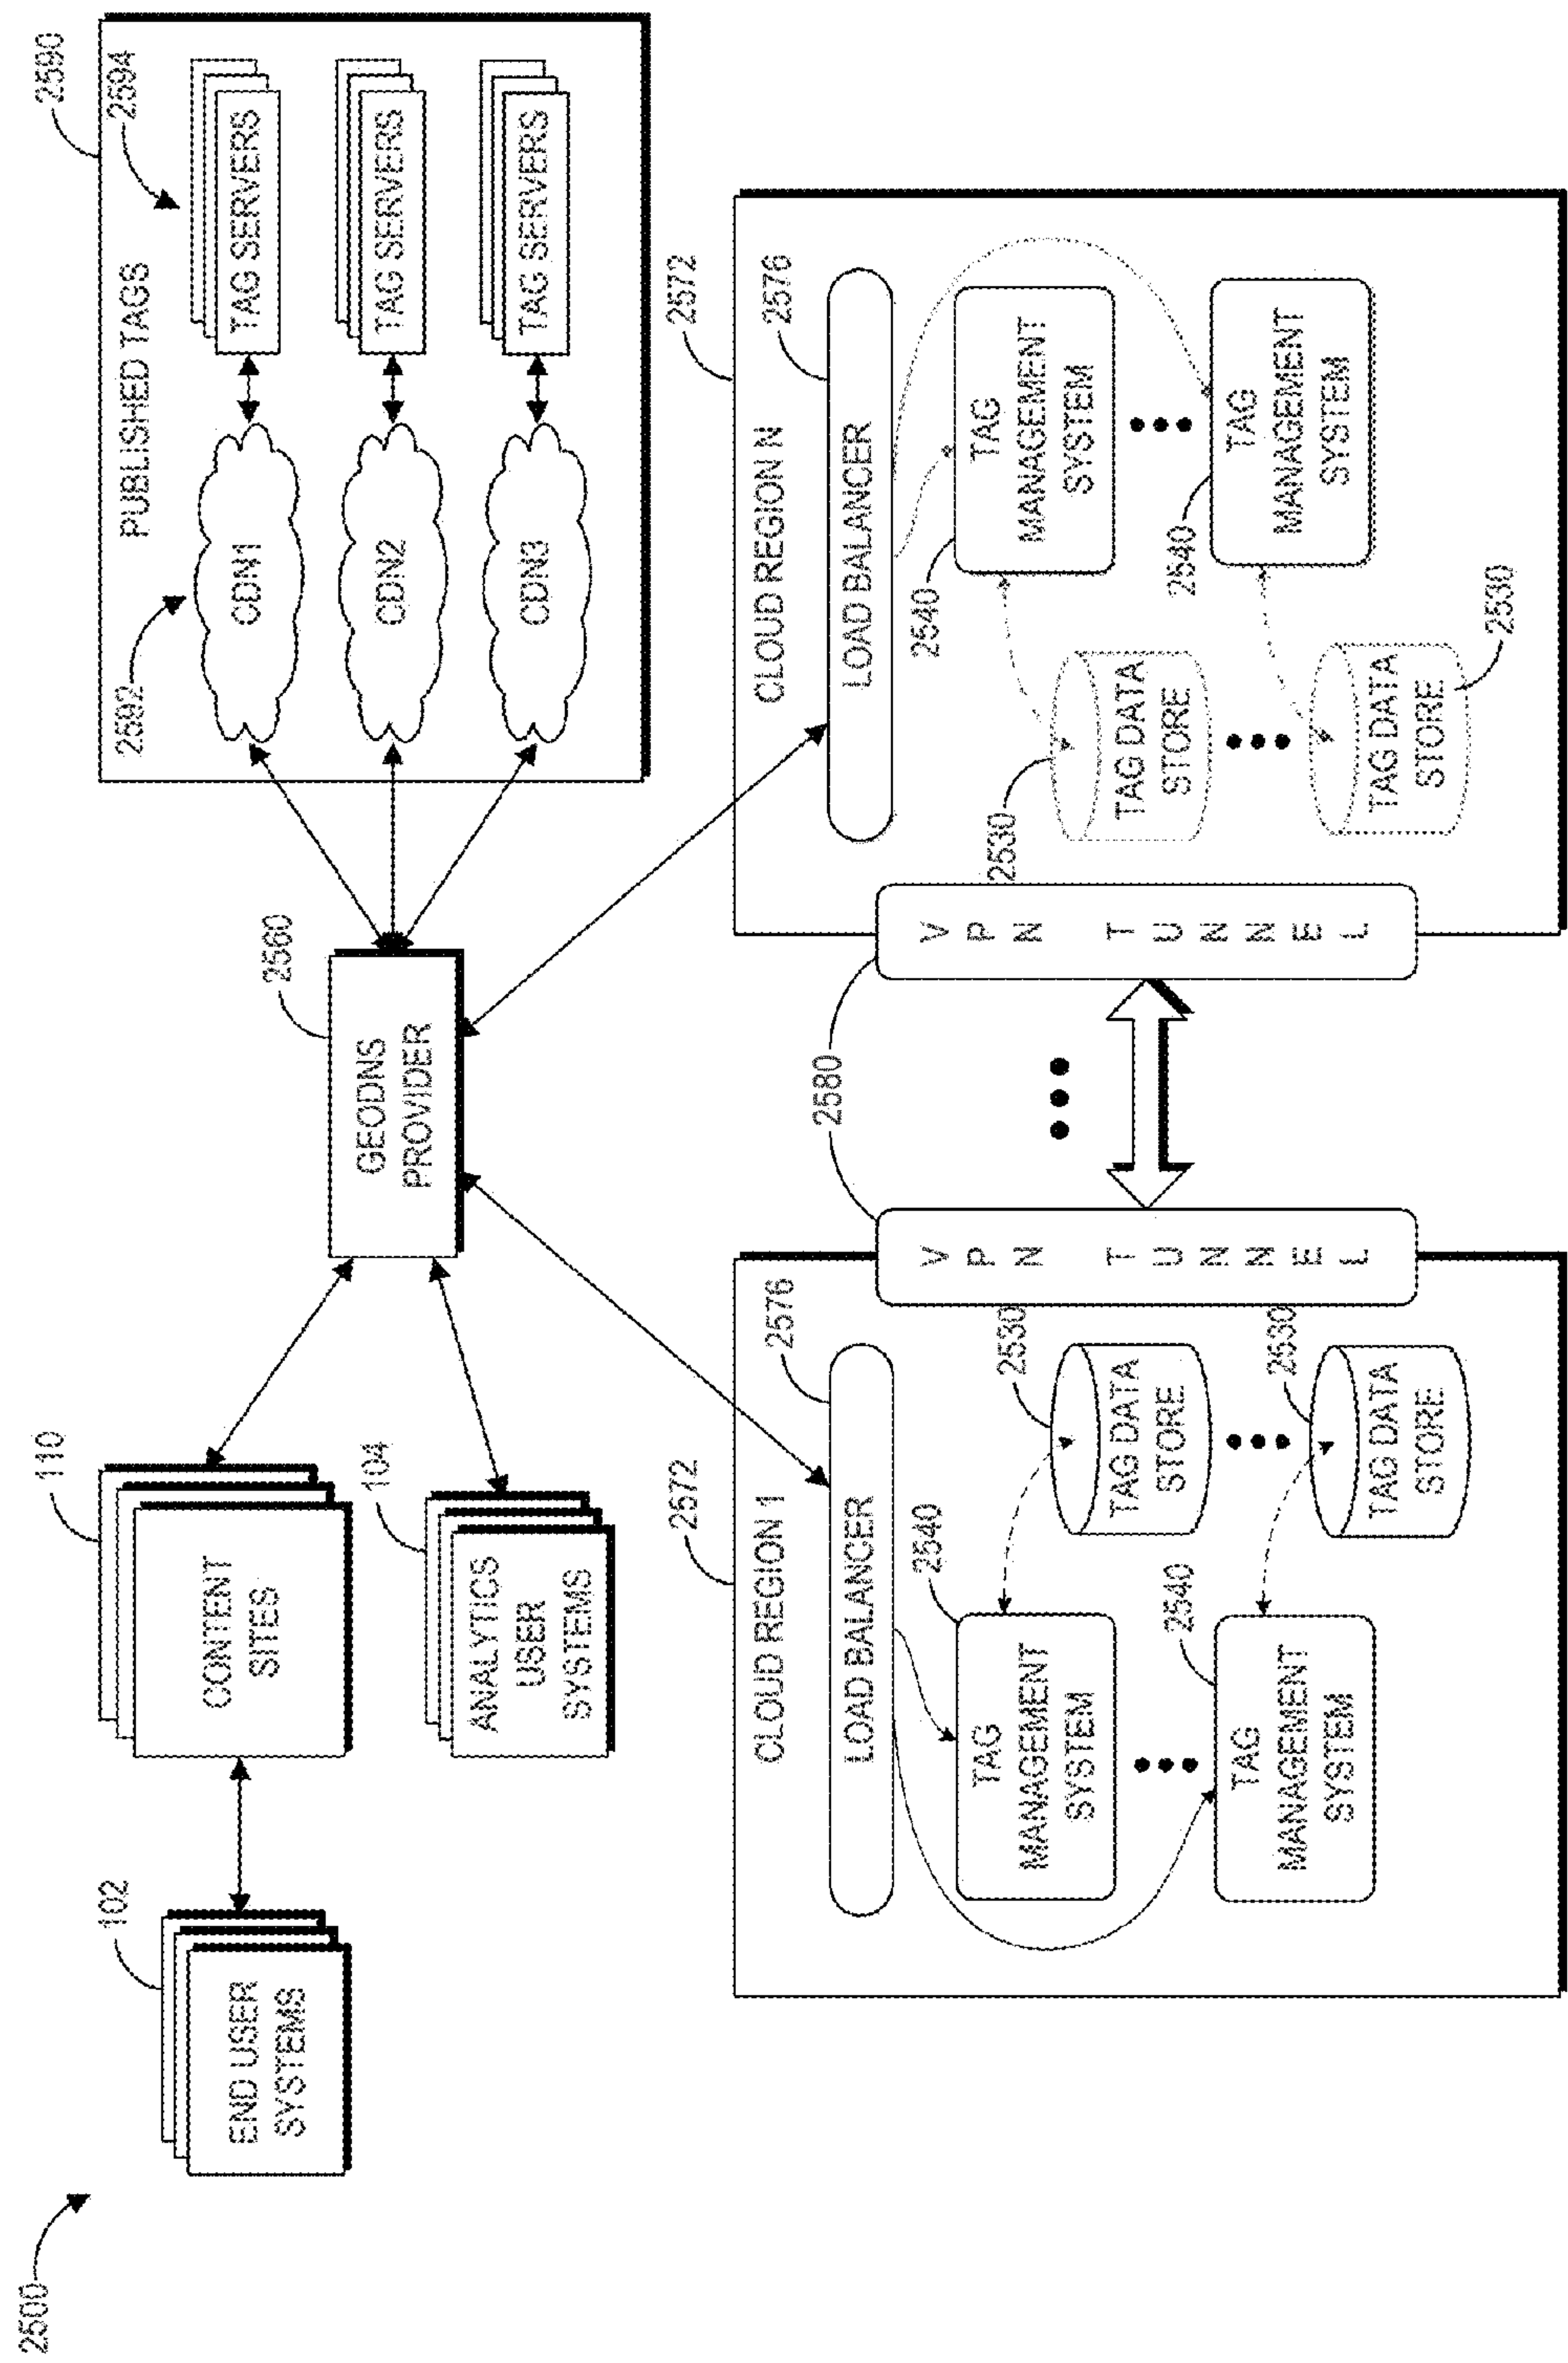 2500
102
END USER
SYSTEMS
110
CONTENT
SITES
104
ANALYTICS
USER
SYSTEMS
2560
GEODNS
PROVIDER
2590
PUBLISHED TAGS
2592
2594
CDN1
TAG SERVERS
CDN2
TAG SERVERS
CDN3
TAG SERVERS
2572
CLOUD REGION 1
2576
LOAD BALANCER
2540
TAG
MANAGEMENT
SYSTEM
2530
TAG DATA
STORE
2540
TAG
MANAGEMENT
SYSTEM
2530
TAG DATA
STORE
2580
VPN TUNNEL
VPN TUNNEL
2572
CLOUD REGION N
2576
LOAD BALANCER
2530
TAG DATA
STORE
2540
TAG
MANAGEMENT
SYSTEM
TAG DATA
STORE
2530
2540
TAG
MANAGEMENT
SYSTEM